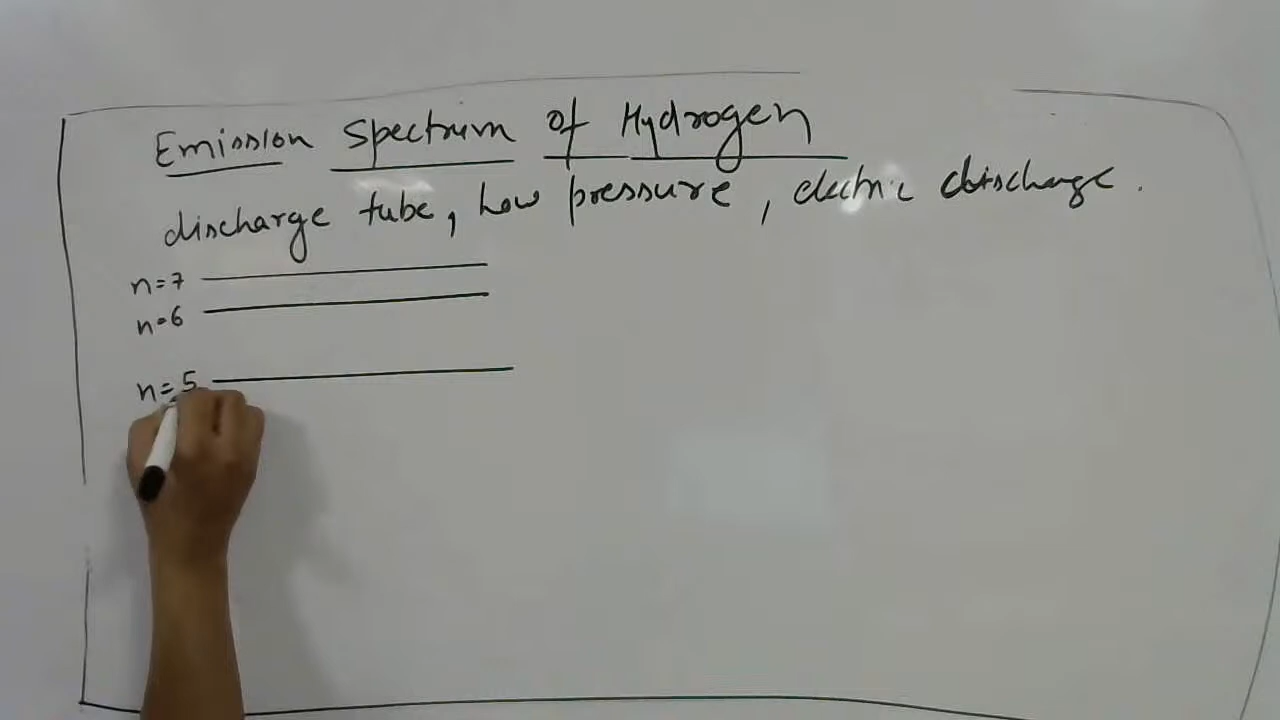 Emission Spectrum of Hydrogen
discharge tube, Low pressure, electric discharge.
n=7
n=6
n=5